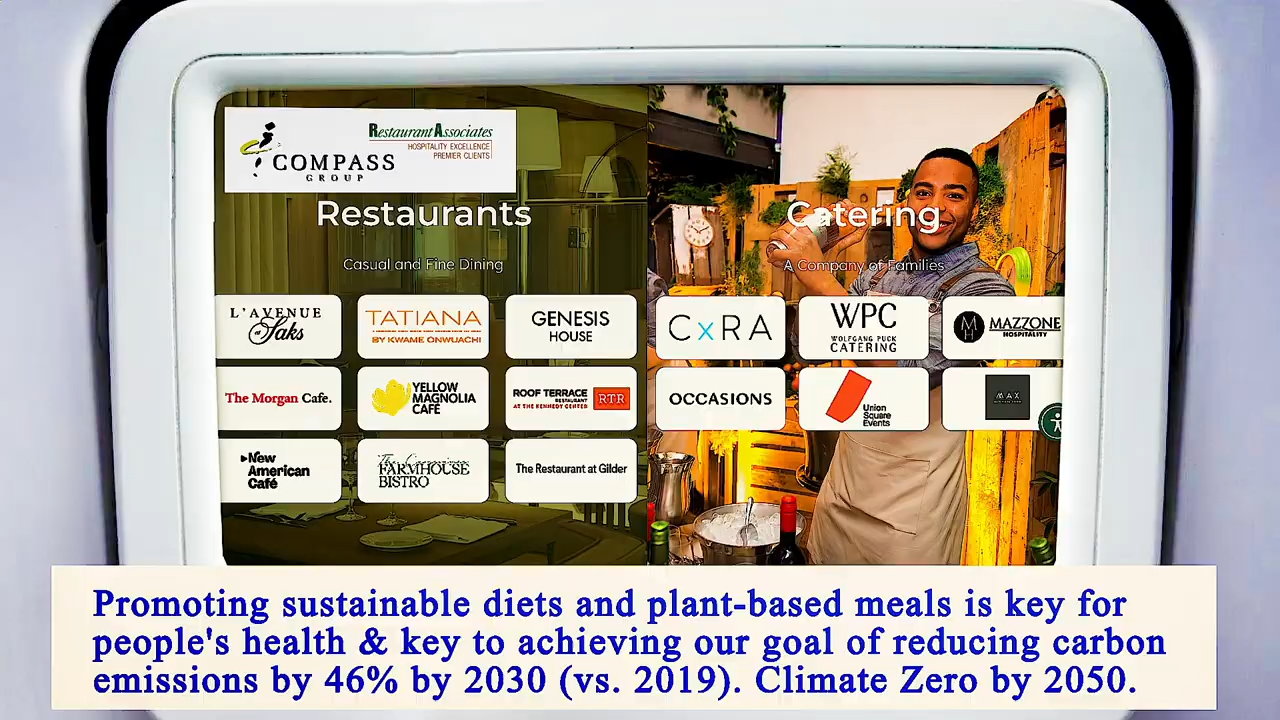 COMPASS
GROUP
RESTAURANT ASSOCIATES
HOSPITALITY EXCELLENCE
PREMIER CLIENTS
Restaurants
Casual and Fine Dining
L'AVENUE
at Saks
TATIANA
BY KWAME ONWUACHI
GENESIS
HOUSE
The Morgan Cafe.
YELLOW
MAGNOLIA
CAFÉ
ROOF TERRACE
RESTAURANT
AT THE KENNEDY CENTER
RTR
New
American
Café
FARMHOUSE
BISTRO
The Restaurant at Gilder
Catering
A Company of Families
CxRA
WPC
WOLFGANG PUCK
CATERING
MH
MAZZONE
HOSPITALITY
OCCASIONS
Union
Square
Events
MAX
Promoting sustainable diets and plant-based meals is key for
people's health & key to achieving our goal of reducing carbon
emissions by 46% by 2030 (vs. 2019). Climate Zero by 2050.